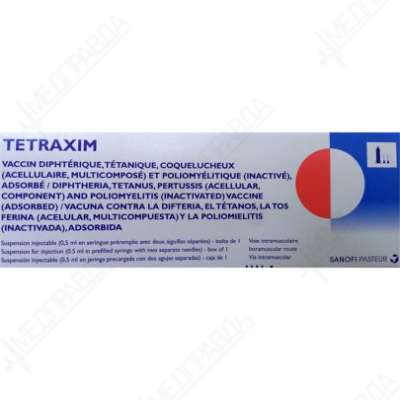 TETRAXIM
VACCIN DIPHTÉRIQUE, TÉTANIQUE, COQUELUCHEUX
(ACELLULAIRE, MULTICOMPOSÉ) ET POLIOMYÉLITIQUE (INACTIVÉ),
ADSORBÉ / DIPHTHERIA, TETANUS, PERTUSSIS (ACELLULAR,
COMPONENT) AND POLIOMYELITIS (INACTIVATED) VACCINE
(ADSORBED) / VACUNA CONTRA LA DIFTERIA, EL TÉTANOS, LA TOS
FERINA (ACELULAR, MULTICOMPUESTA) Y LA POLIOMIELITIS
(INACTIVADA), ADSORBIDA
Suspension injectable (0,5 ml en seringue préremplie avec deux aiguilles séparées) - boîte de 1 Voie intramusculaire
Suspension for injection (0.5 ml in prefilled syringe with two separate needles) - box of 1 Intramuscular route
Suspensión inyectable (0,5 ml en jeringa precargada con dos agujas separadas) - caja de 1 Vía intramuscular
SANOFI PASTEUR
МЕДПРАВДА